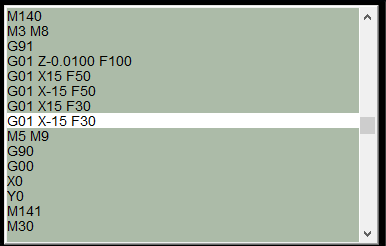 M140
M3 M8
G91
G01 Z-0.0100 F100
G01 X15 F50
G01 X-15 F50
G01 X15 F30
G01 X-15 F30
M5 M9
G90
G00
X0
Y0
M141
M30